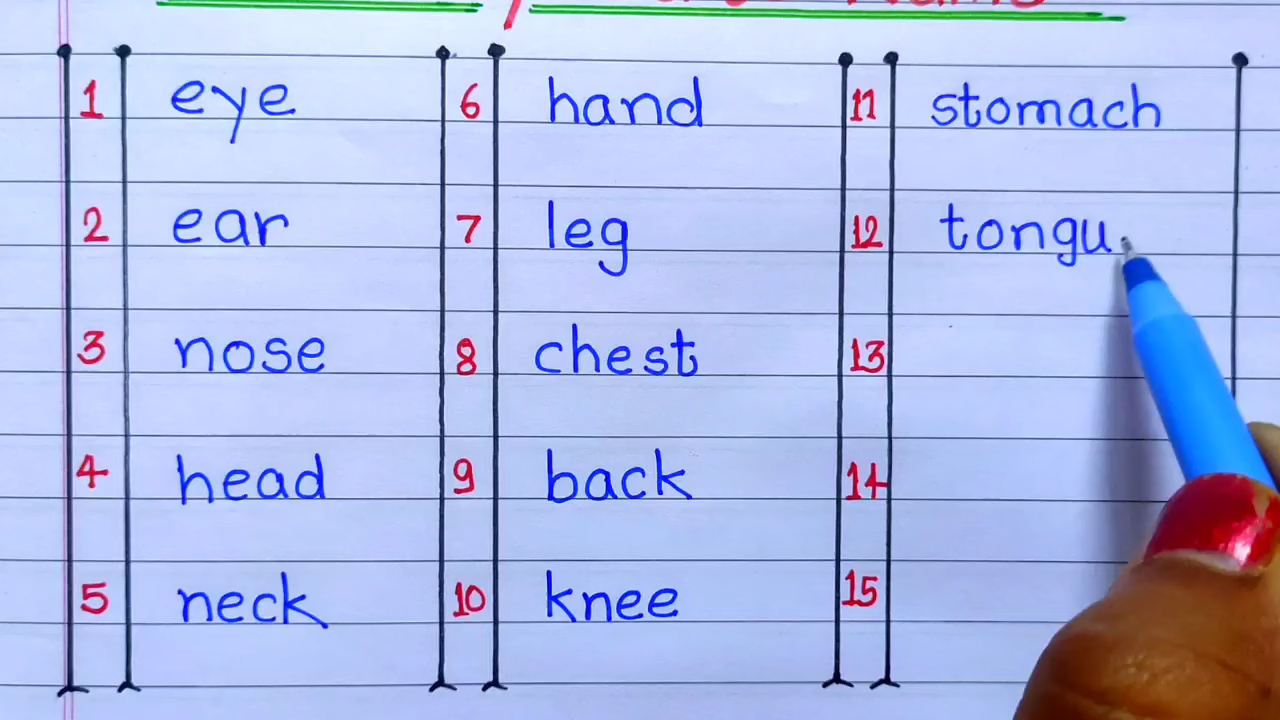 Name
1 eye
2 ear
3 nose
4 head
5 neck
6 hand
7 leg
8 chest
9 back
10 knee
11 stomach
12 tongu
13
14
15